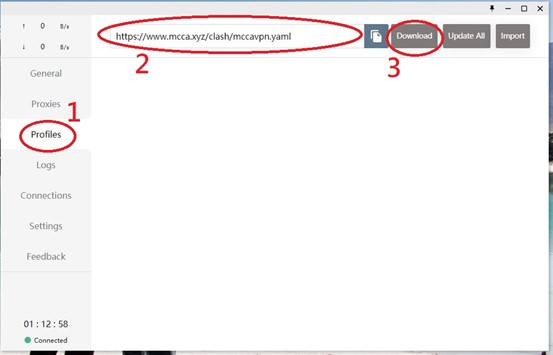 ↑ 0 B/s
↓ 0 B/s
https://www.mcca.xyz/clash/mccavpn.yaml
Download
Update All
Import
2
3
General
Proxies
1
Profiles
Logs
Connections
Settings
Feedback
01 : 12 : 58
Connected